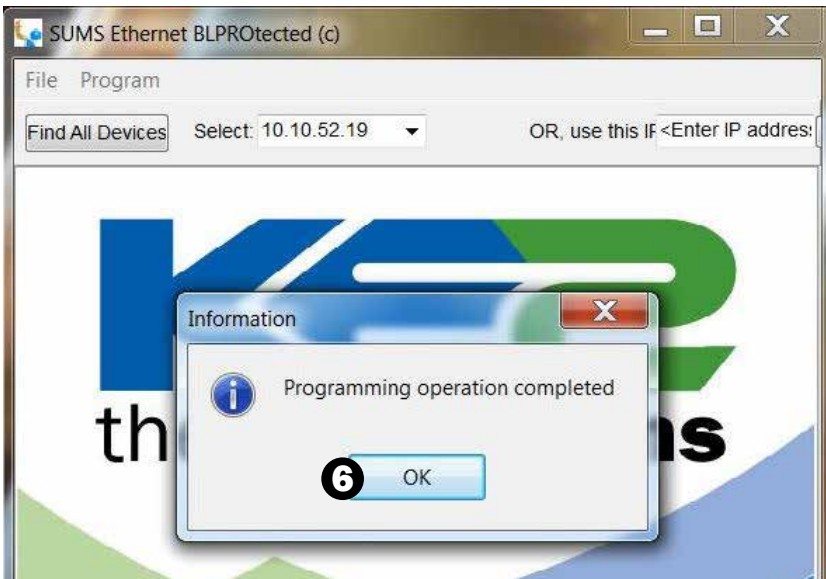 SUMS Ethernet BLPROtected (c)
File Program
Find All Devices Select: 10.10.52.19 OR, use this IF <Enter IP address
KE2
Information
Programming operation completed
th ns
6 OK